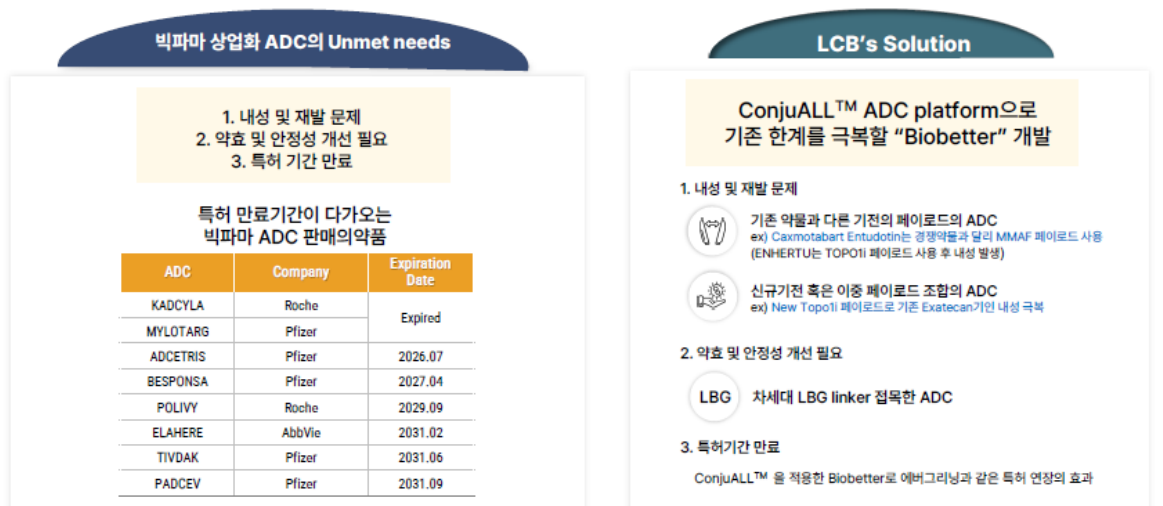 빅파마 상업화 ADC의 Unmet needs
1. 내성 및 재발 문제
2. 약효 및 안정성 개선 필요
3. 특허 기간 만료
특허 만료기간이 다가오는
빅파마 ADC 판매의약품
ADC Company Expiration Date
KADCYLA Roche Expired
MYLOTARG Pfizer
ADCETRIS Pfizer 2026.07
BESPONSA Pfizer 2027.04
POLIVY Roche 2029.09
ELAHERE AbbVie 2031.02
TIVDAK Pfizer 2031.06
PADCEV Pfizer 2031.09
LCB's Solution
ConjuALL™ ADC platform으로
기존 한계를 극복할 “Biobetter” 개발
1. 내성 및 재발 문제
기존 약물과 다른 기전의 페이로드의 ADC
ex) Caxmotabart Entudotin는 경쟁약물과 달리 MMAF 페이로드 사용
(ENHERTU는 TOPO1i 페이로드 사용 후 내성 발생)
신규기전 혹은 이중 페이로드 조합의 ADC
ex) New Topo1i 페이로드로 기존 Exatecan기인 내성 극복
2. 약효 및 안정성 개선 필요
LBG 차세대 LBG linker 접목한 ADC
3. 특허기간 만료
ConjuALL™ 을 적용한 Biobetter로 에버그리닝과 같은 특허 연장의 효과